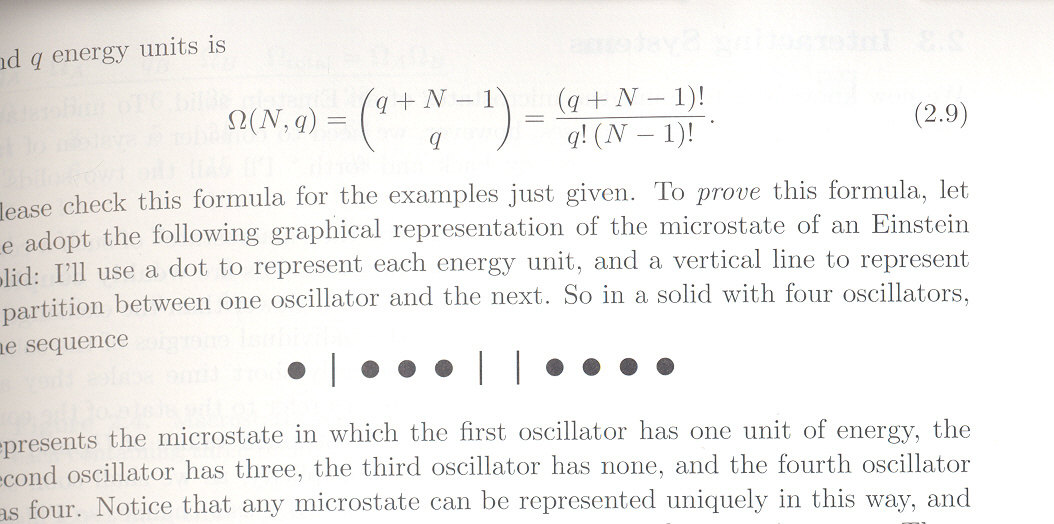 nd q energy units is
Ω(N, q) = (q + N − 1 q) = (q + N − 1)! / q! (N − 1)! . (2.9)
lease check this formula for the examples just given. To prove this formula, let
e adopt the following graphical representation of the microstate of an Einstein
olid: I'll use a dot to represent each energy unit, and a vertical line to represent
partition between one oscillator and the next. So in a solid with four oscillators,
ne sequence
● | ● ● ● | | ● ● ● ●
epresents the microstate in which the first oscillator has one unit of energy, the
econd oscillator has three, the third oscillator has none, and the fourth oscillator
as four. Notice that any microstate can be represented uniquely in this way, and